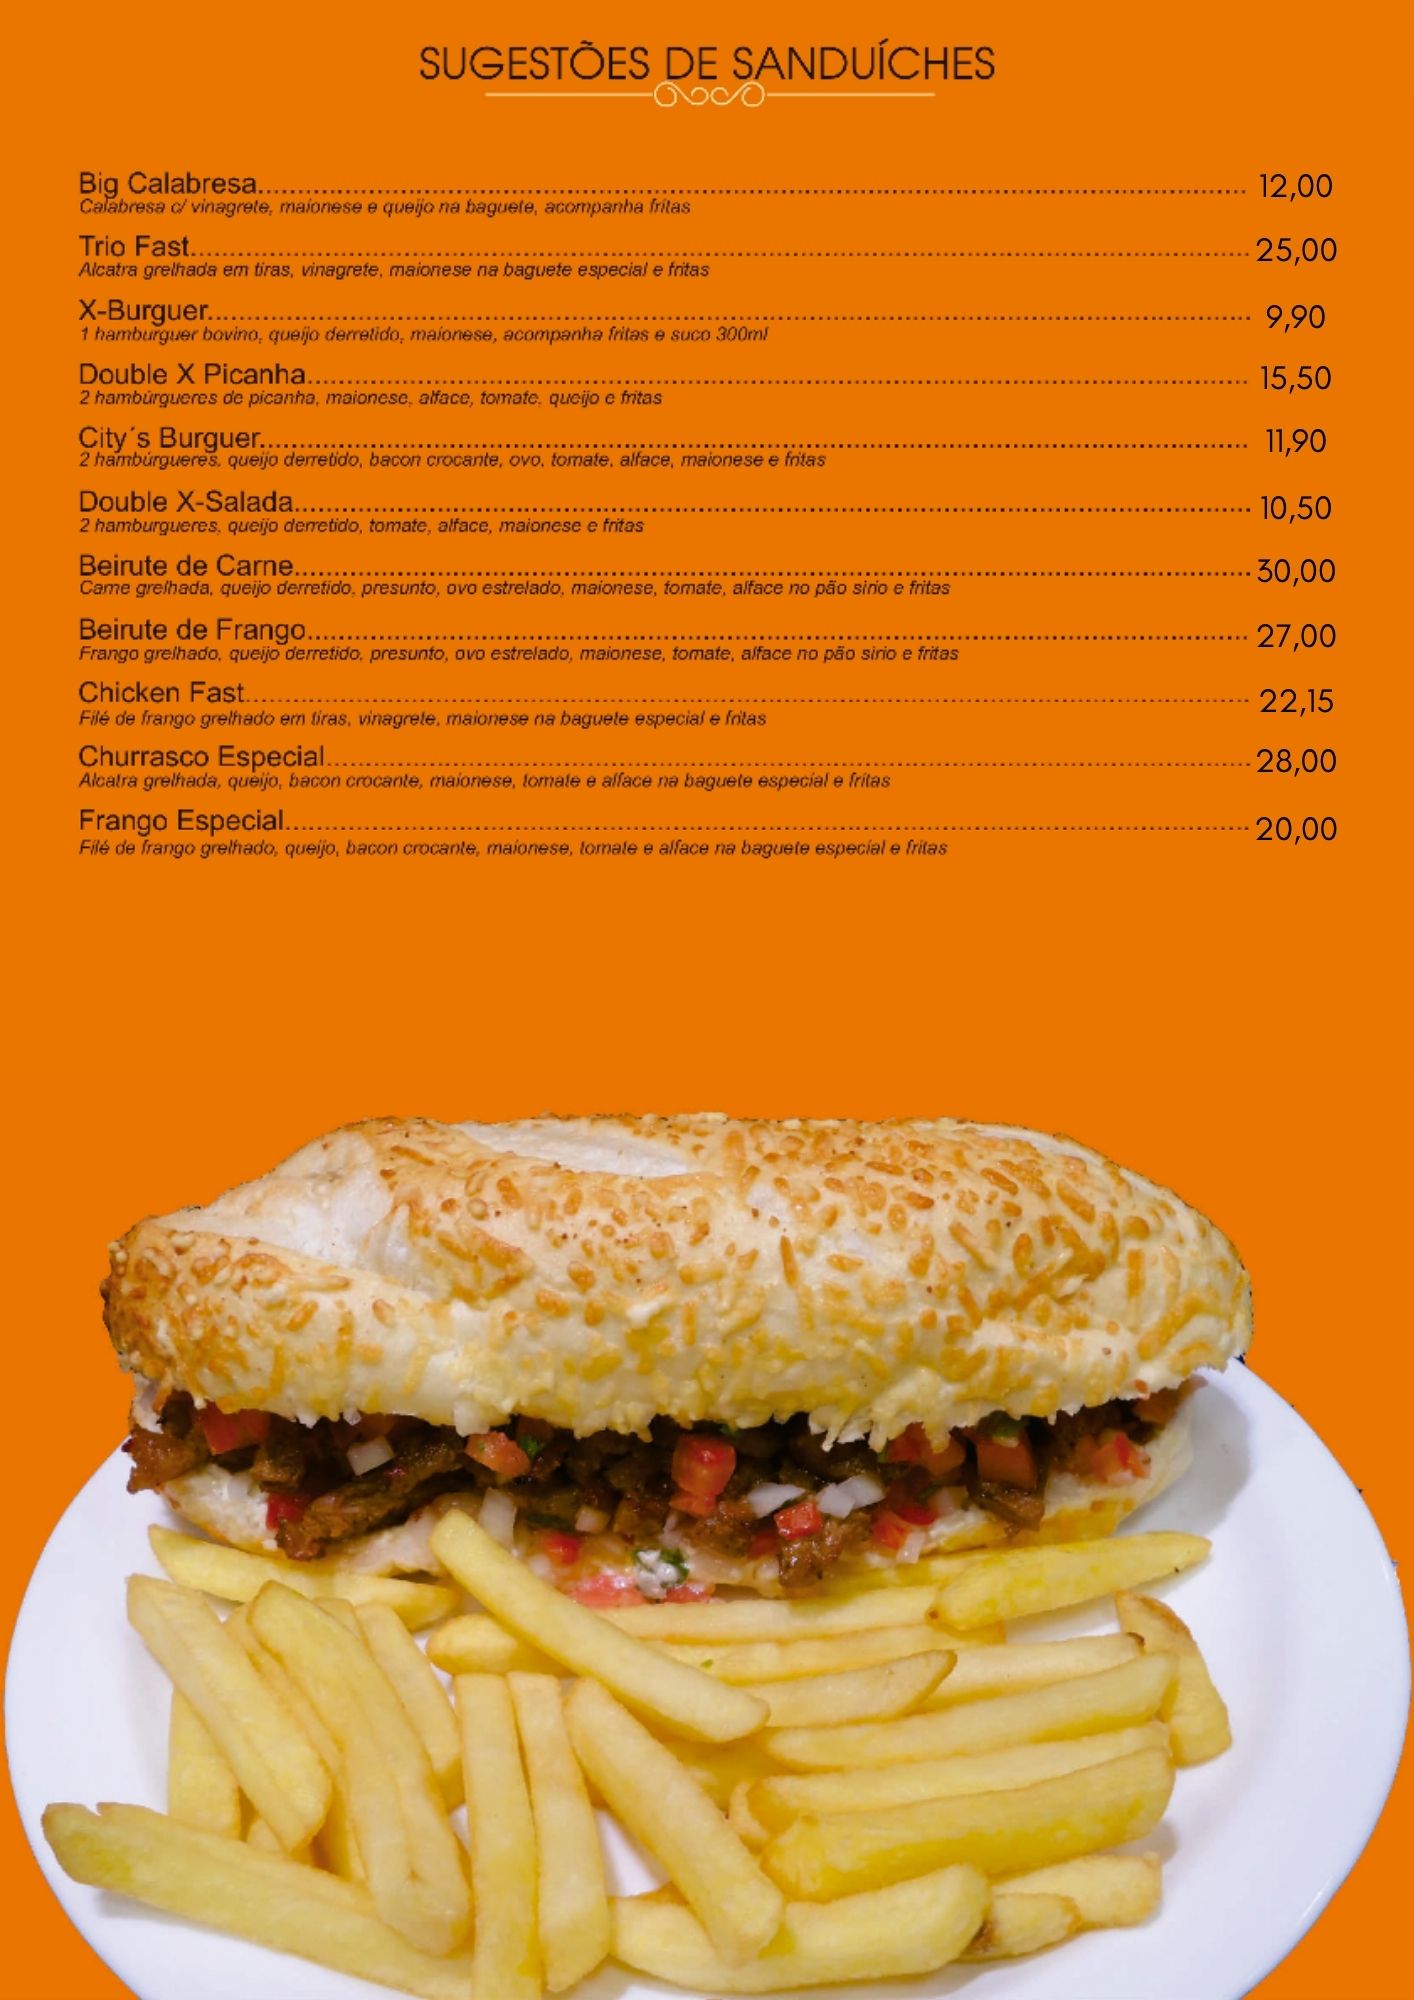 SUGESTÕES DE SANDUÍCHES
Big Calabresa 12,00
Calabresa c/ vinagrete, maionese e queijo na baguete, acompanha fritas
Trio Fast 25,00
Alcatra grelhada em tiras, vinagrete, maionese na baguete especial e fritas
X-Burguer 9,90
1 hamburguer bovino, queijo derretido, maionese, acompanha fritas e suco 300ml
Double X Picanha 15,50
2 hambúrgueres de picanha, maionese, alface, tomate, queijo e fritas
City´s Burguer 11,90
2 hambúrgueres, queijo derretido, bacon crocante, ovo, tomate, alface, maionese e fritas
Double X-Salada 10,50
2 hamburgueres, queijo derretido, tomate, alface, maionese e fritas
Beirute de Carne 30,00
Carne grelhada, queijo derretido, presunto, ovo estrelado, maionese, tomate, alface no pão sirio e fritas
Beirute de Frango 27,00
Frango grelhado, queijo derretido, presunto, ovo estrelado, maionese, tomate, alface no pão sirio e fritas
Chicken Fast 22,15
Filé de frango grelhado em tiras, vinagrete, maionese na baguete especial e fritas
Churrasco Especial 28,00
Alcatra grelhada, queijo, bacon crocante, maionese, tomate e alface na baguete especial e fritas
Frango Especial 20,00
Filé de frango grelhado, queijo, bacon crocante, maionese, tomate e alface na baguete especial e fritas